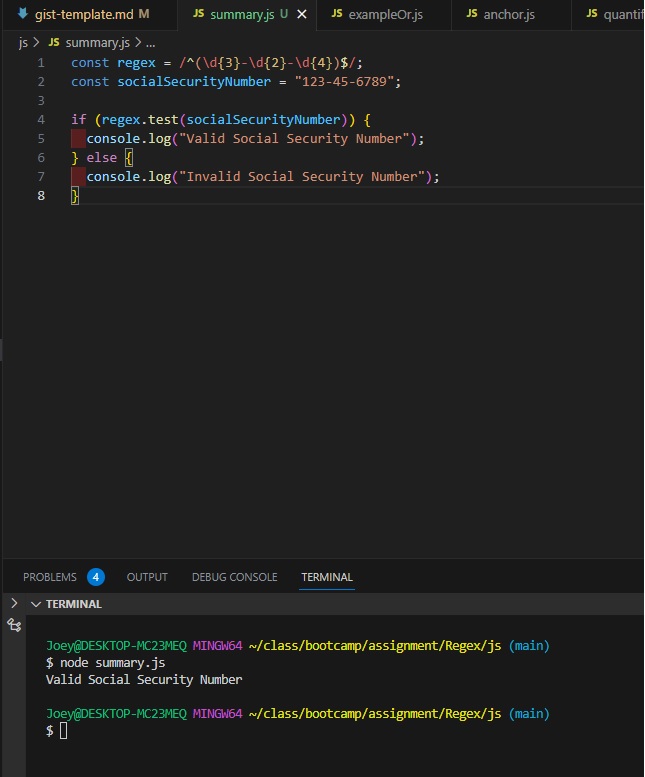 gist-template.md M
JS summary.js U
JS exampleOr.js
JS anchor.js
JS quantif
js > JS summary.js > ...
1 const regex = /^(\d{3}-\d{2}-\d{4})$/;
2 const socialSecurityNumber = "123-45-6789";
3
4 if (regex.test(socialSecurityNumber)) {
5   console.log("Valid Social Security Number");
6 } else {
7   console.log("Invalid Social Security Number");
8 }
PROBLEMS 4 OUTPUT DEBUG CONSOLE TERMINAL
TERMINAL
Joey@DESKTOP-MC23MEQ MINGW64 ~/class/bootcamp/assignment/Regex/js (main)
$ node summary.js
Valid Social Security Number
Joey@DESKTOP-MC23MEQ MINGW64 ~/class/bootcamp/assignment/Regex/js (main)
$